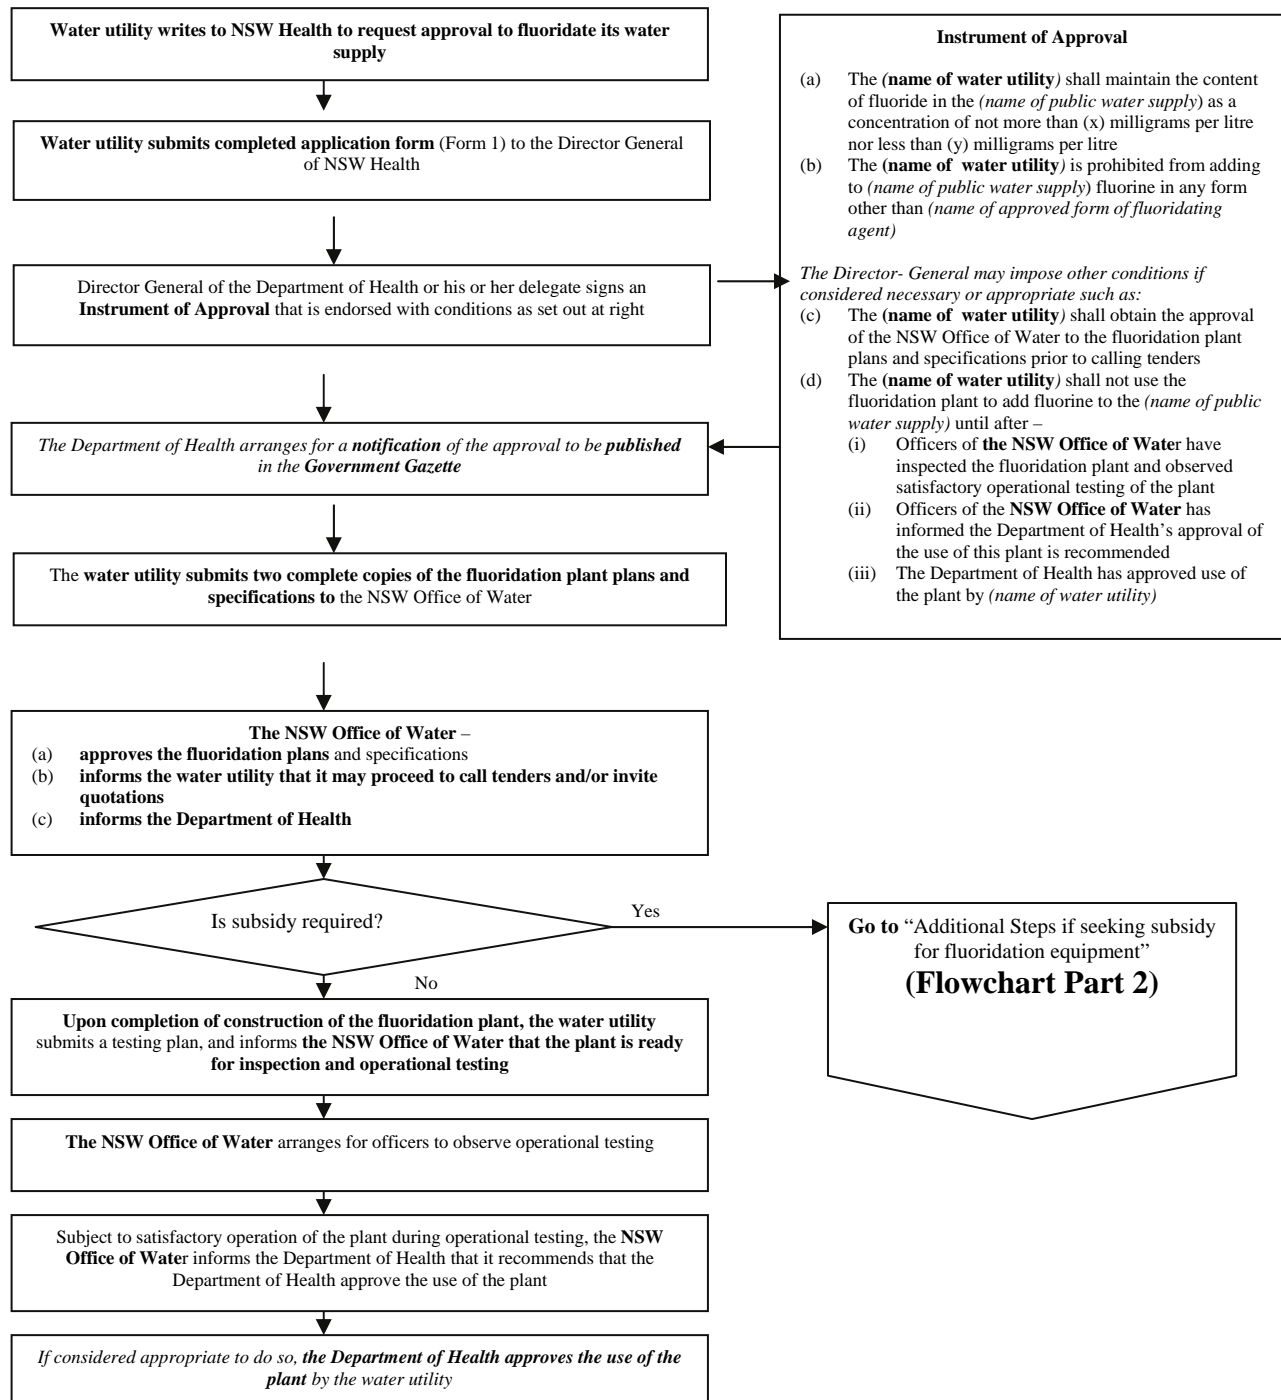 Water utility writes to NSW Health to request approval to fluoridate its water
supply
Water utility submits completed application form (Form 1) to the Director General
of NSW Health
Director General of the Department of Health or his or her delegate signs an
Instrument of Approval that is endorsed with conditions as set out at right
Instrument of Approval
(a) The (name of water utility) shall maintain the content
of fluoride in the (name of public water supply) as a
concentration of not more than (x) milligrams per litre
nor less than (y) milligrams per litre
(b) The (name of water utility) is prohibited from adding
to (name of public water supply) fluorine in any form
other than (name of approved form of fluoridating
agent)
The Director- General may impose other conditions if
considered necessary or appropriate such as:
(c) The (name of water utility) shall obtain the approval
of the NSW Office of Water to the fluoridation plant
plans and specifications prior to calling tenders
(d) The (name of water utility) shall not use the
fluoridation plant to add fluorine to the (name of public
water supply) until after –
(i) Officers of the NSW Office of Water have
inspected the fluoridation plant and observed
satisfactory operational testing of the plant
(ii) Officers of the NSW Office of Water has
informed the Department of Health's approval of
the use of this plant is recommended
(iii) The Department of Health has approved use of
the plant by (name of water utility)
The Department of Health arranges for a notification of the approval to be published
in the Government Gazette
The water utility submits two complete copies of the fluoridation plant plans and
specifications to the NSW Office of Water
The NSW Office of Water –
(a) approves the fluoridation plans and specifications
(b) informs the water utility that it may proceed to call tenders and/or invite
quotations
(c) informs the Department of Health
Is subsidy required?
Yes
Go to “Additional Steps if seeking subsidy
for fluoridation equipment”
(Flowchart Part 2)
No
Upon completion of construction of the fluoridation plant, the water utility
submits a testing plan, and informs the NSW Office of Water that the plant is ready
for inspection and operational testing
The NSW Office of Water arranges for officers to observe operational testing
Subject to satisfactory operation of the plant during operational testing, the NSW
Office of Water informs the Department of Health that it recommends that the
Department of Health approve the use of the plant
If considered appropriate to do so, the Department of Health approves the use of the
plant by the water utility